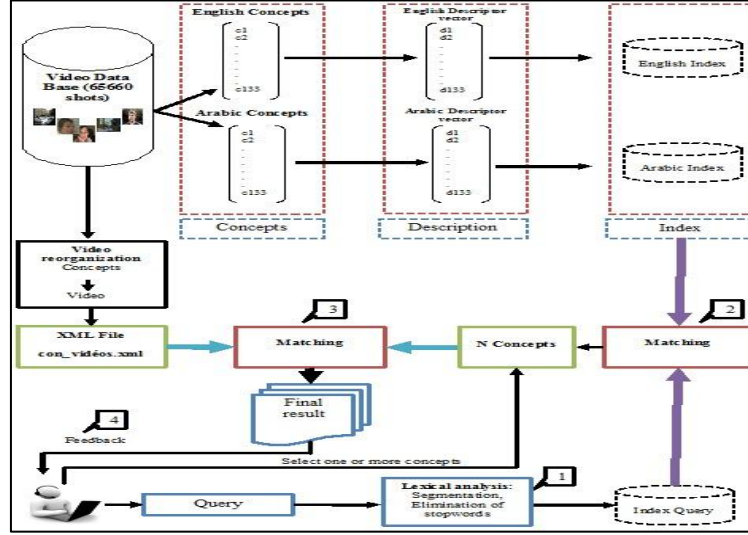 English Concepts
English Descriptor
vector
c1
c2
c133
d1
d2
d133
Video Data
Base (65660
shots)
English Index
Arabic Concepts
Arabic Descriptor
vector
c1
c2
c133
d1
d2
d133
Arabic Index
Concepts
Description
Index
Video
reorganization
Concepts
Video
3
2
XML File
con_vidéos.xml
Matching
N Concepts
Matching
Final
result
4
Feedback
Select one or more concepts
1
Query
Lexical analysis:
Segmentation,
Elimination of
stopwords
Index Query